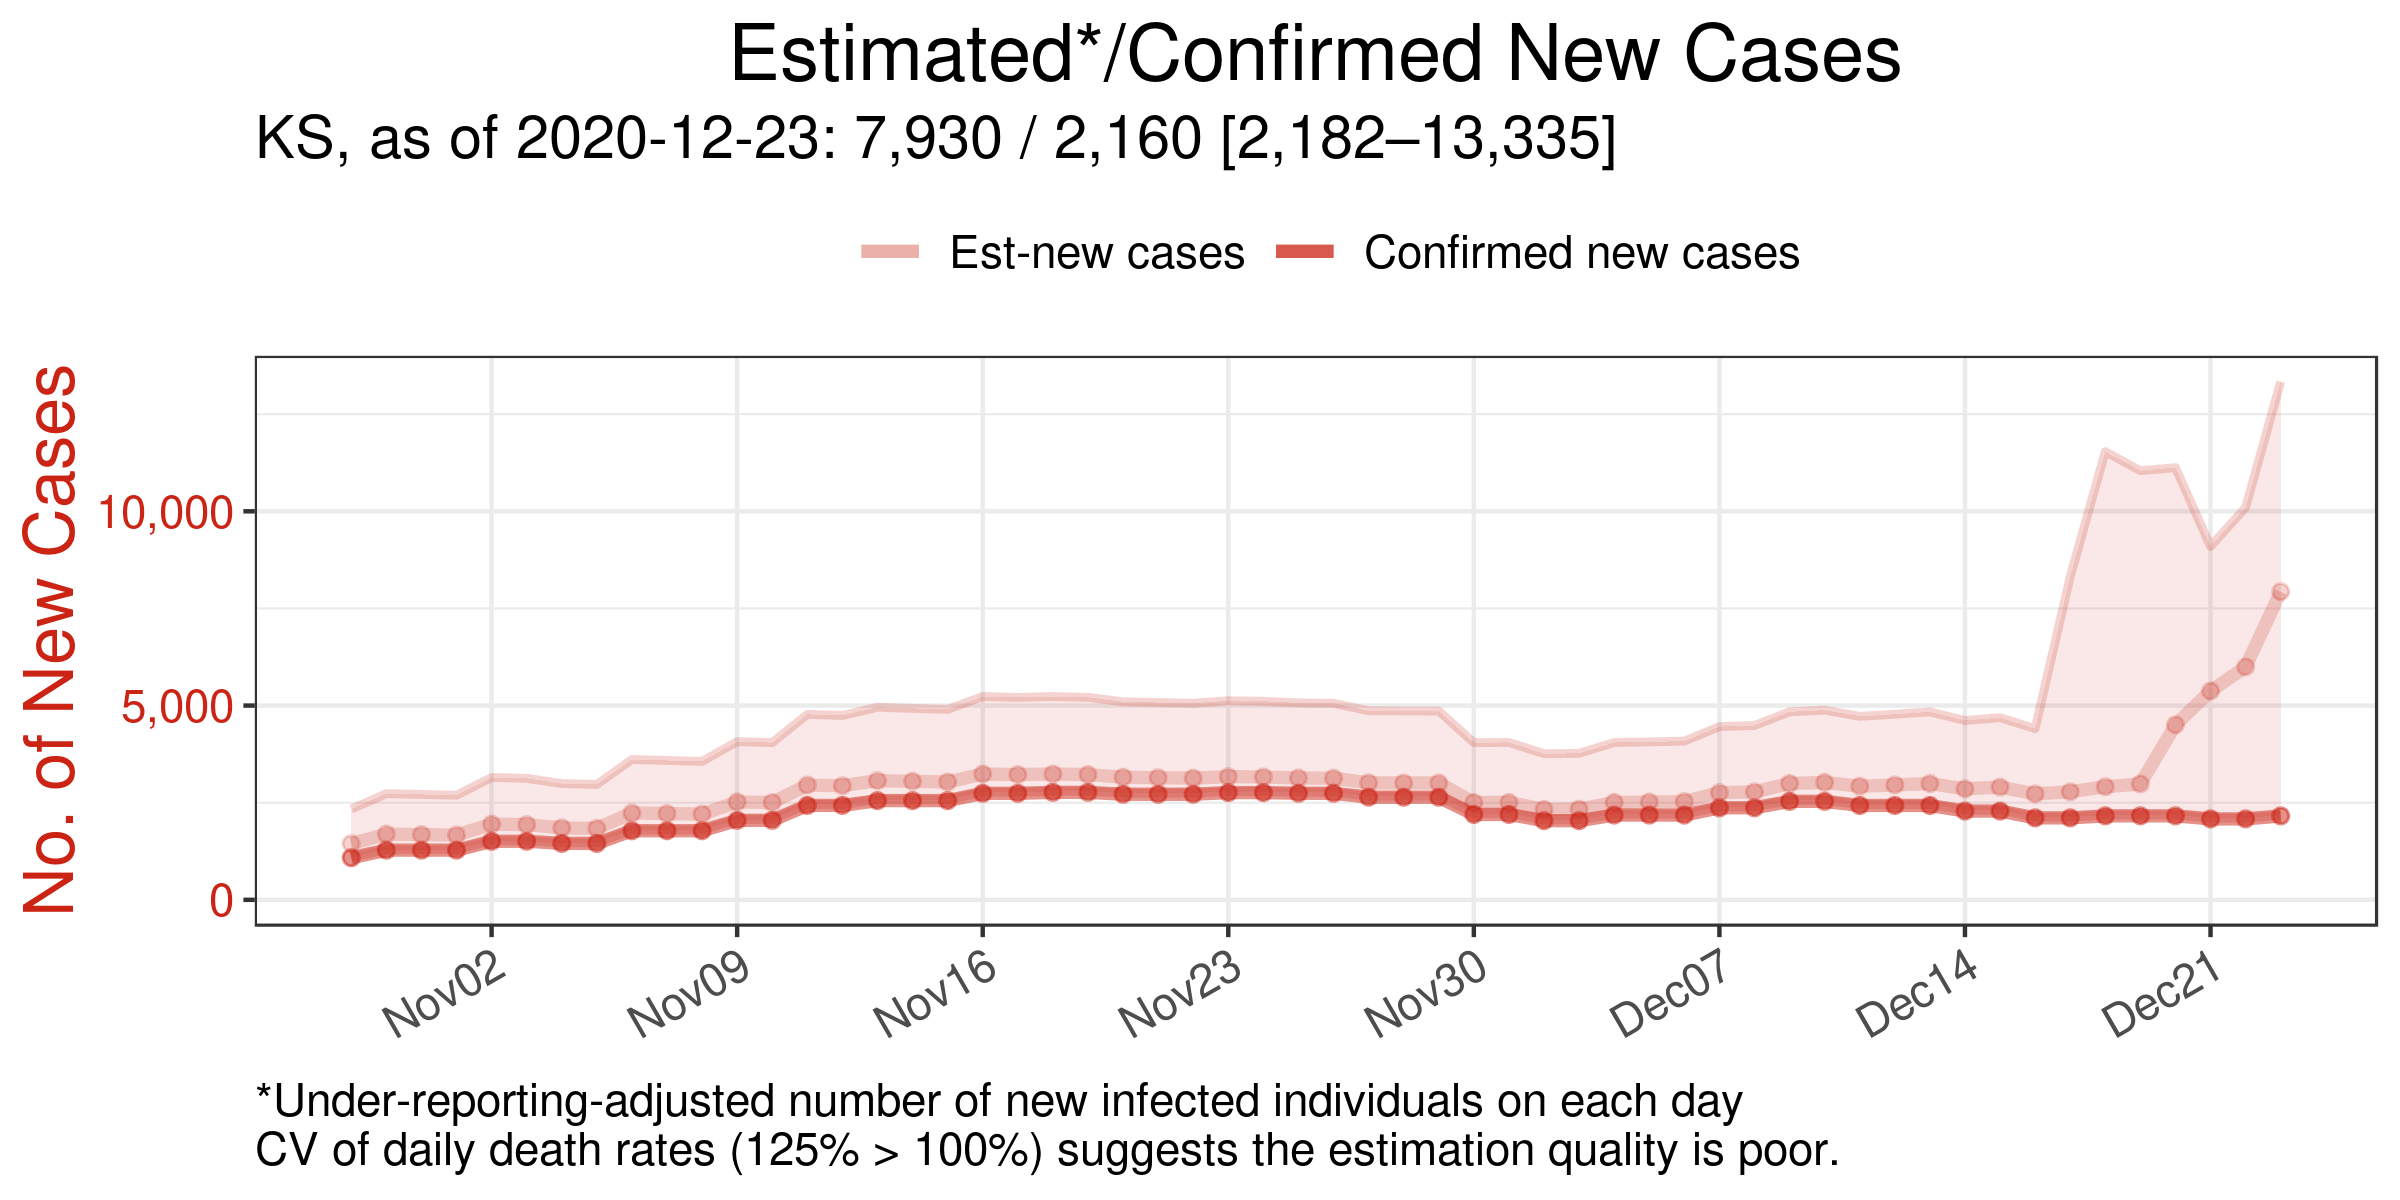 Estimated*/Confirmed New Cases
KS, as of 2020-12-23: 7,930 / 2,160 [2,182–13,335]
Est-new cases
Confirmed new cases
No. of New Cases
10,000
5,000
0
Nov02
Nov09
Nov16
Nov23
Nov30
Dec07
Dec14
Dec21
*Under-reporting-adjusted number of new infected individuals on each day
CV of daily death rates (125% > 100%) suggests the estimation quality is poor.